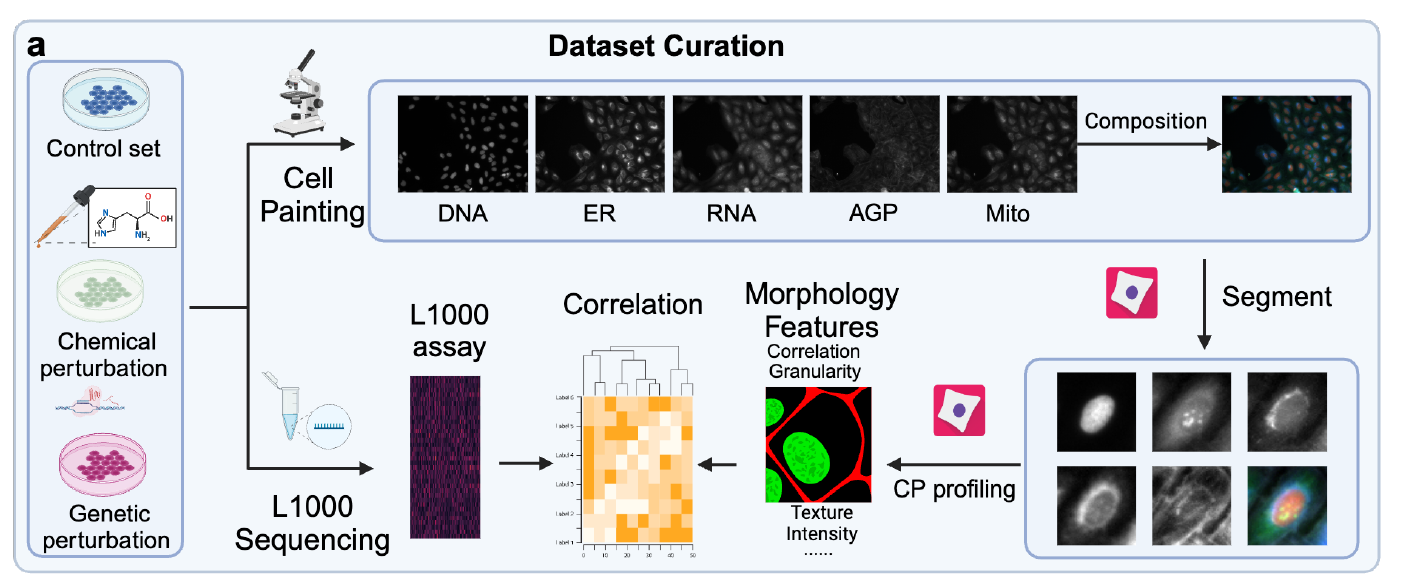 a
Dataset Curation
Control set
O
OH
N
HN
NH₂
Chemical
perturbation
Genetic
perturbation
Cell
Painting
DNA
ER
RNA
AGP
Mito
Composition
Segment
CP profiling
Morphology
Features
Correlation
Granularity
Texture
Intensity
......
Correlation
Label 6
Label 5
Label 4
Label 3
Label 2
Label 1
0
10
20
30
40
50
L1000
assay
L1000
Sequencing